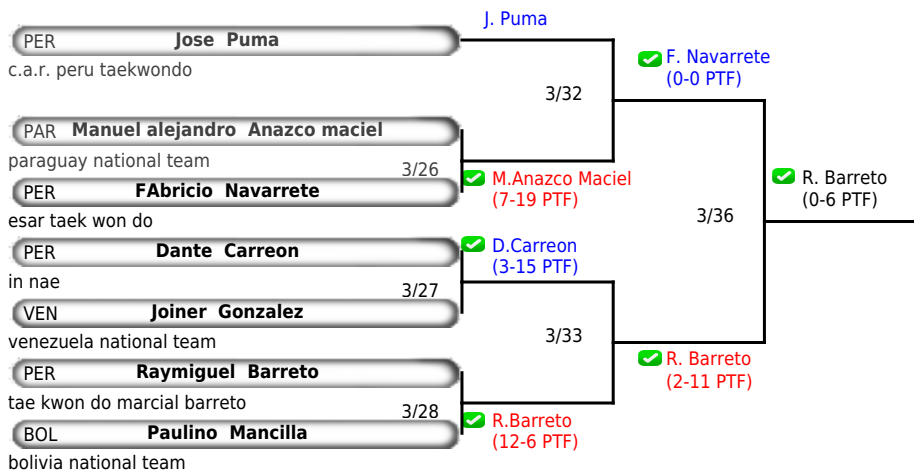 J. Puma
PER Jose Puma
c.a.r. peru taekwondo
F. Navarrete
(0-0 PTF)
3/32
PAR Manuel alejandro Anazco maciel
paraguay national team
3/26
M.Anazco Maciel
(7-19 PTF)
PER FAbricio Navarrete
esar taek won do
R. Barreto
(0-6 PTF)
3/36
PER Dante Carreon
in nae
D.Carreon
(3-15 PTF)
3/27
VEN Joiner Gonzalez
venezuela national team
3/33
PER Raymiguel Barreto
tae kwon do marcial barreto
R. Barreto
(2-11 PTF)
3/28
BOL Paulino Mancilla
bolivia national team
R.Barreto
(12-6 PTF)